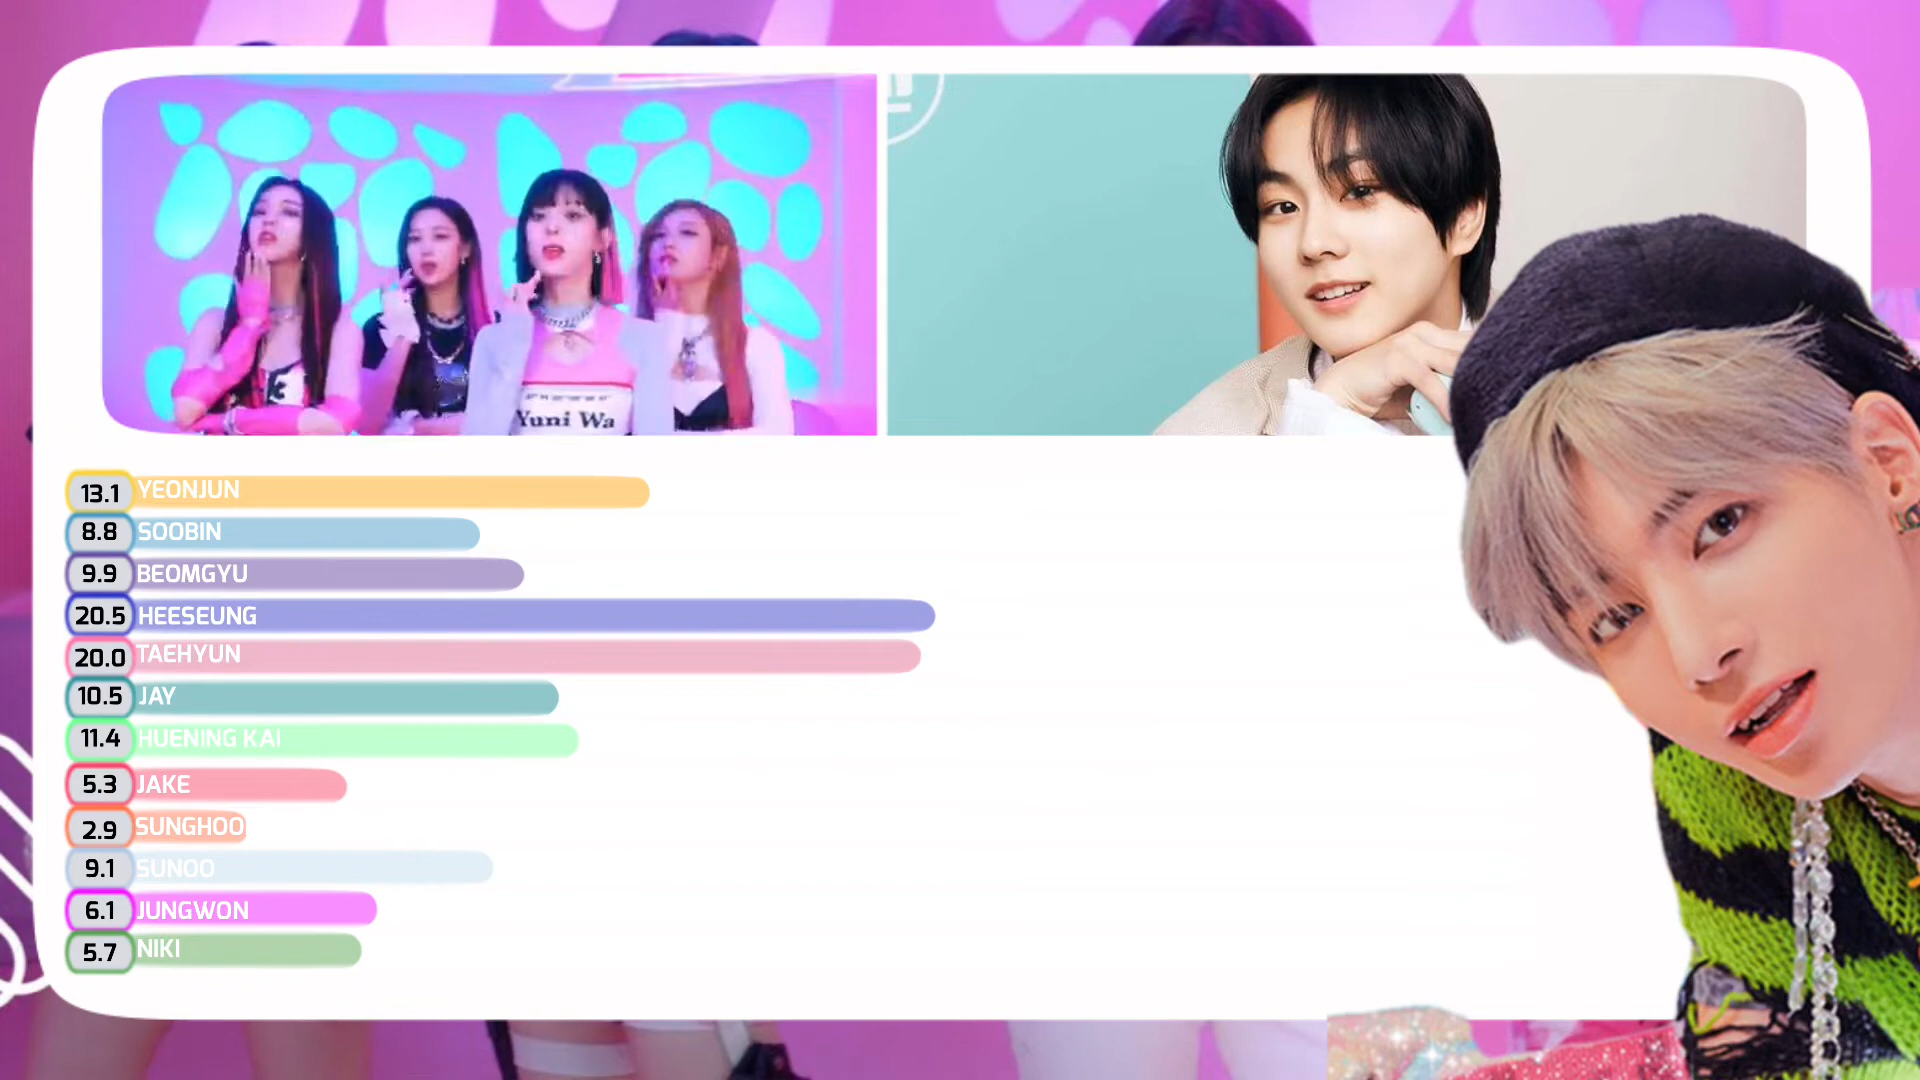 Yuni Wa
13.1 YEONJUN
8.8 SOOBIN
9.9 BEOMGYU
20.5 HEESEUNG
20.0 TAEHYUN
10.5 JAY
11.4 HUENING KAI
5.3 JAKE
2.9 SUNGHOO
9.1 SUNOO
6.1 JUNGWON
5.7 NIKI